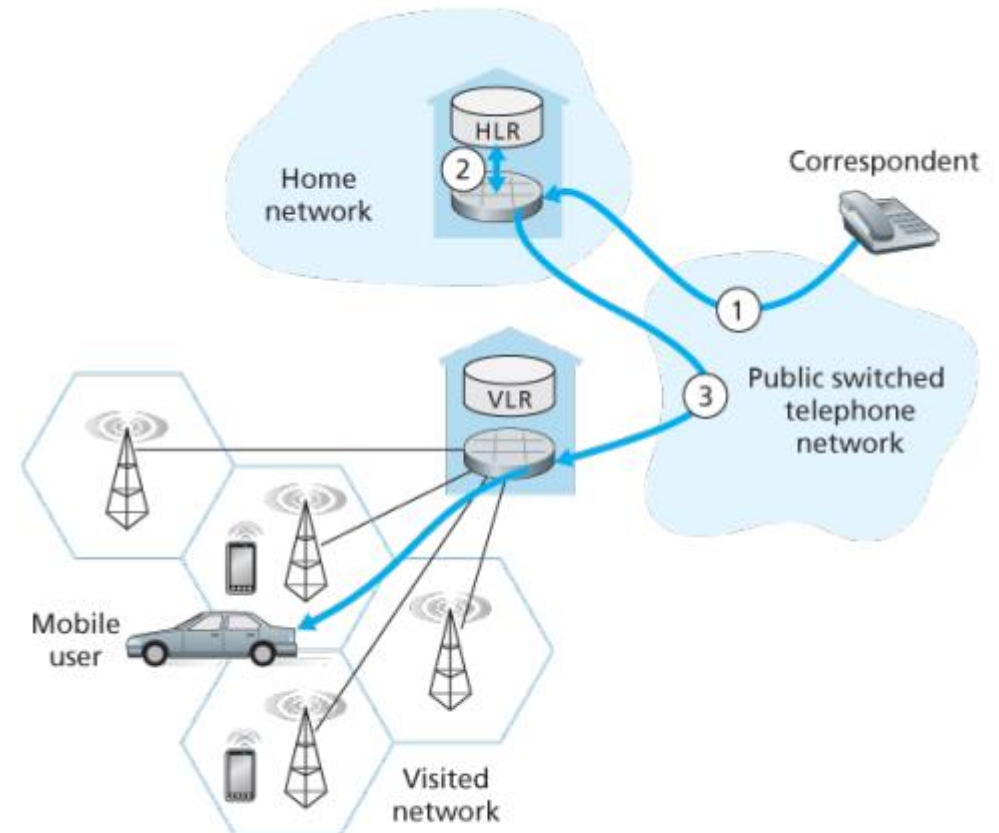 HLR
2
Home
network
Correspondent
1
VLR
3
Public switched
telephone
network
Mobile
user
Visited
network